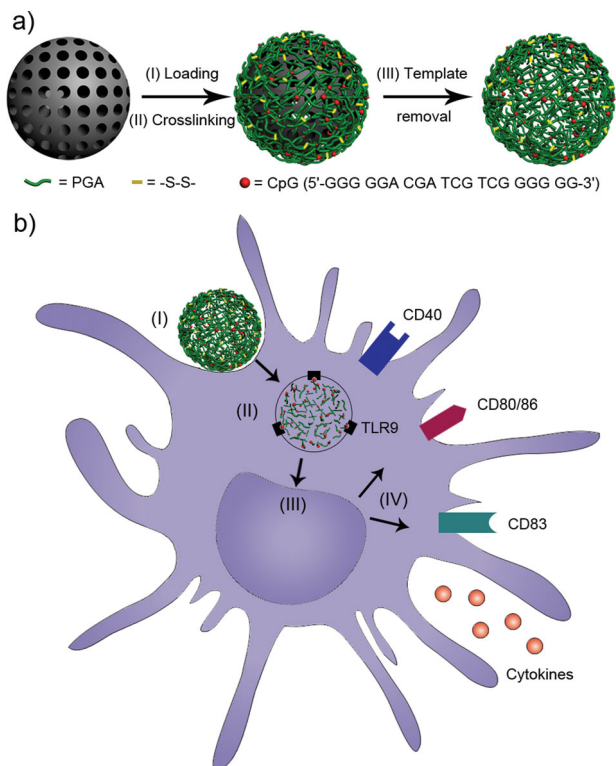 a)
(I) Loading
(II) Crosslinking
(III) Template
removal
= PGA
= -S-S-
= CpG (5'-GGG GGA CGA TCG TCG GGG GG-3')
b)
(I)
CD40
(II)
CD80/86
TLR9
(III)
(IV)
CD83
Cytokines